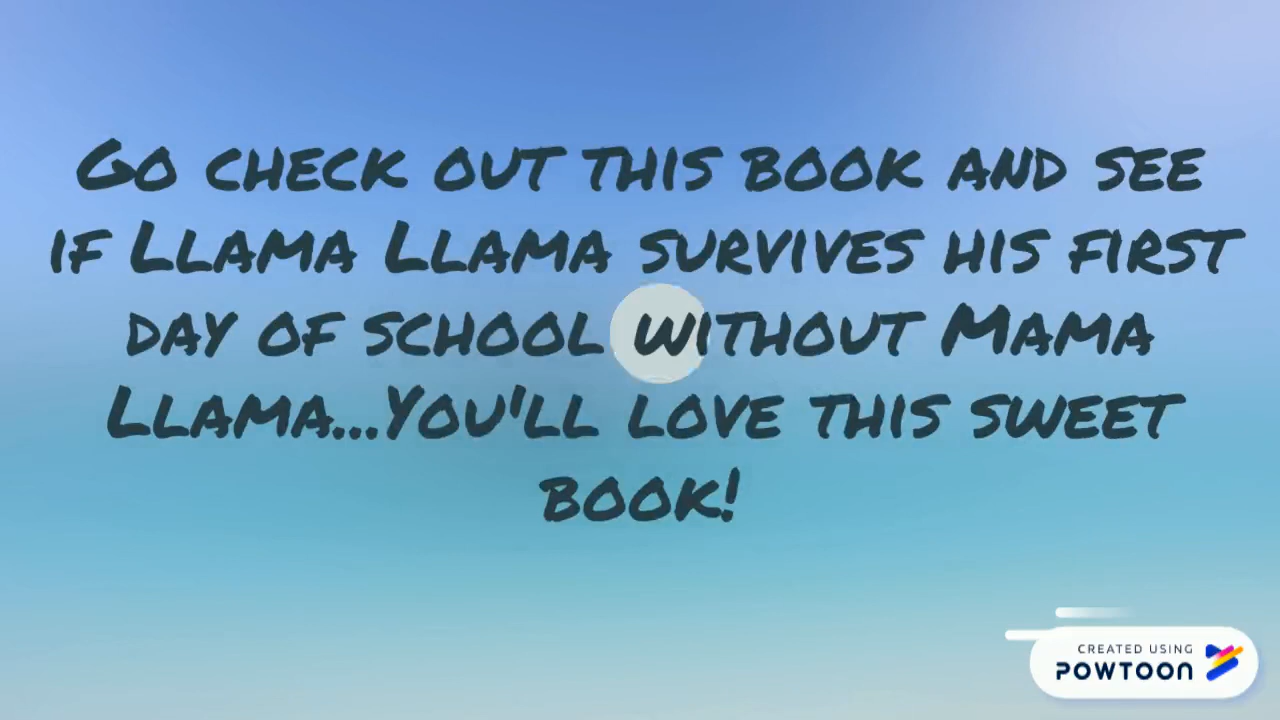 Go check out this book and see
if Llama Llama survives his first
day of school without Mama
Llama...You'll love this sweet
book!
CREATED USING
POWTOON